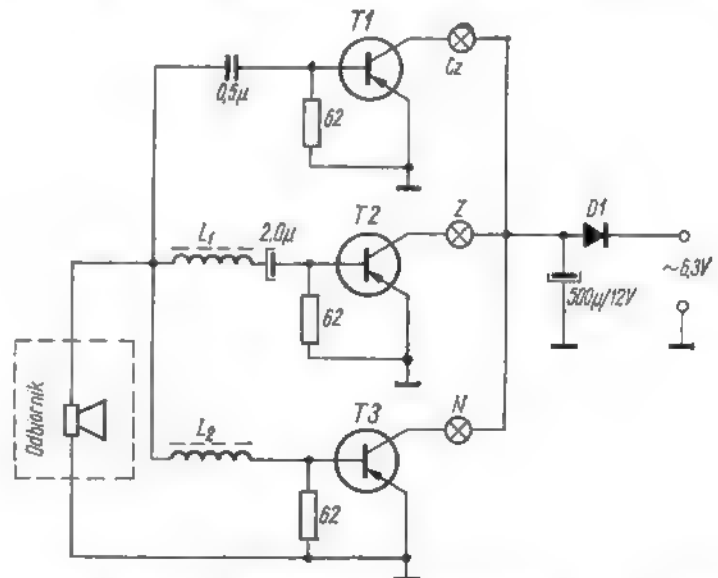 T1
0,5μ
62
Cz
T2
L₁
2,0μ
62
Z
D1
500μ/12V
~6,3V
T3
L₂
62
N
Odbiornik